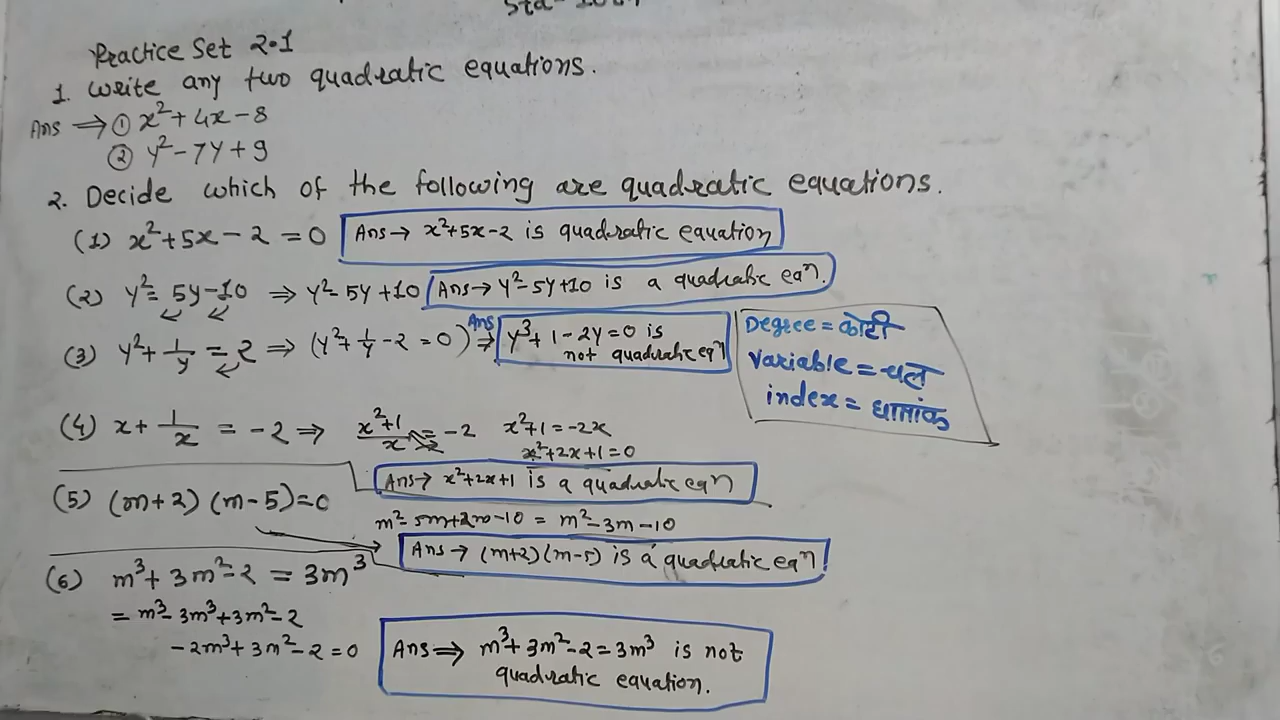 Practice Set 2.1
1. Write any two quadratic equations.
Ans ⇒ ① x²+4x-8
② y²-7y+9
2. Decide which of the following are quadratic equations.
(1) x²+5x-2=0 Ans→ x²+5x-2 is quadratic equation
(2) y²=5y-10 ⇒ y²-5y+10 Ans→ y²-5y+10 is a quadratic eqn.
(3) y²+1/y=2 ⇒ (y²+1/y-2=0) Ans ⇒ y³+1-2y=0 is
not quadratic eqn
Degree = कोटी
Variable = चल
index = घातांक
(4) x+1/x=-2 ⇒ x²+1/x=-2 x²+1=-2x
x²+2x+1=0
Ans→ x²+2x+1 is a quadratic eqn
(5) (m+2)(m-5)=0
m²-5m+2m-10 = m²-3m-10
Ans→ (m+2)(m-5) is a quadratic eqn
(6) m³+3m²-2=3m³
= m³-3m³+3m²-2
-2m³+3m²-2=0
Ans ⇒ m³+3m²-2=3m³ is not
quadratic equation.